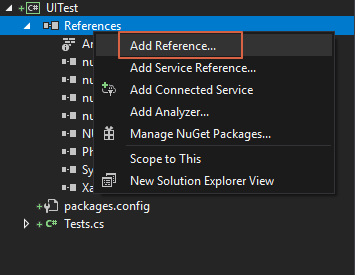 UITest
References
An
Add Reference...
nu
Add Service Reference...
nu
Add Connected Service
nu
Add Analyzer...
NU
Manage NuGet Packages...
Ph
Scope to This
Sy
New Solution Explorer View
Xa
packages.config
C# Tests.cs